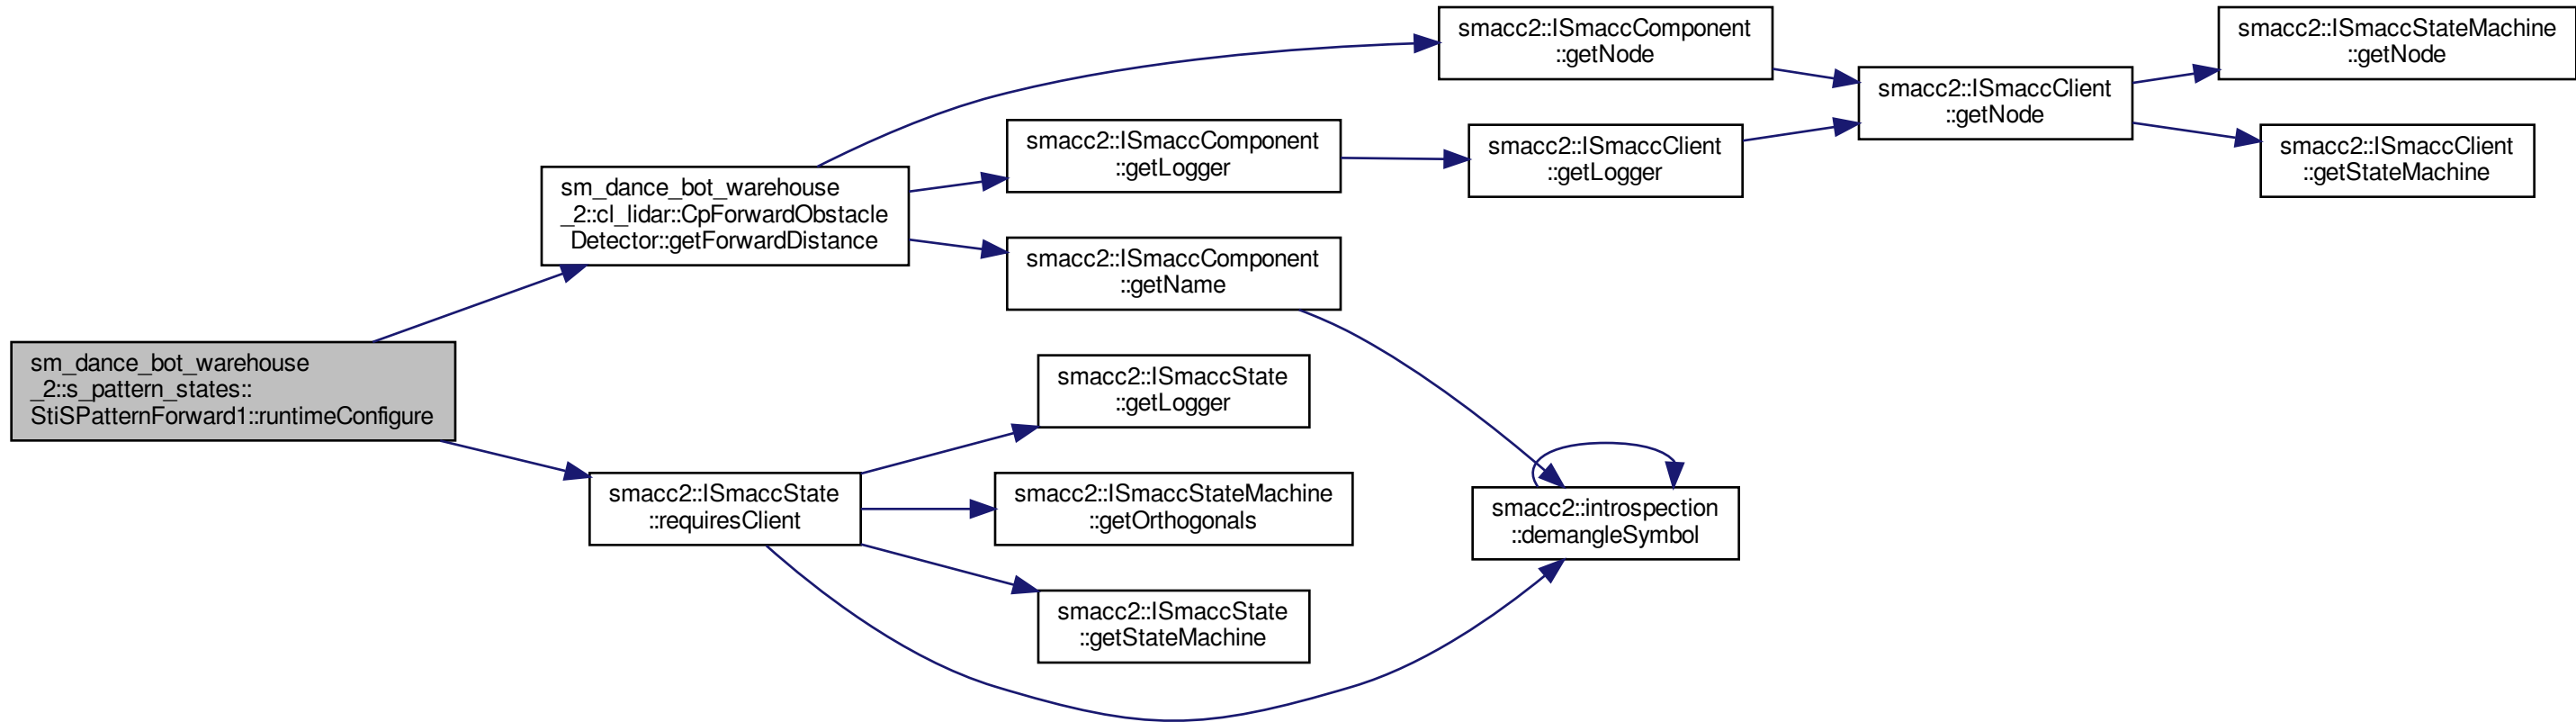 smacc2::ISmaccComponent
::getNode
smacc2::ISmaccStateMachine
::getNode
smacc2::ISmaccClient
::getNode
smacc2::ISmaccComponent
::getLogger
smacc2::ISmaccClient
::getLogger
smacc2::ISmaccClient
::getStateMachine
sm_dance_bot_warehouse
_2::cl_lidar::CpForwardObstacle
_Detector::getForwardDistance
smacc2::ISmaccComponent
::getName
sm_dance_bot_warehouse
_2::s_pattern_states::
StiSPatternForward1::runtimeConfigure
smacc2::ISmaccState
::getLogger
smacc2::ISmaccState
::requiresClient
smacc2::ISmaccStateMachine
::getOrthogonals
smacc2::introspection
::demangleSymbol
smacc2::ISmaccState
::getStateMachine